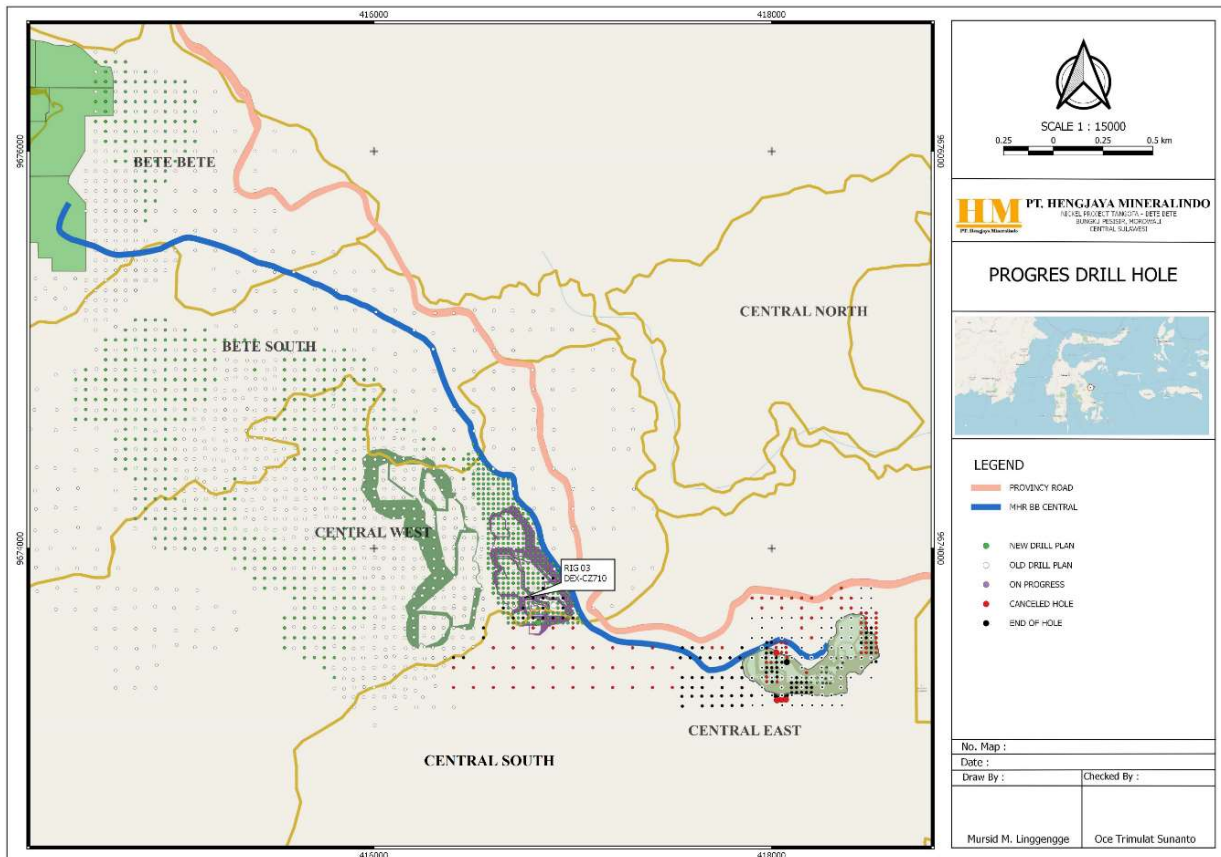 416000
418000
9676000
9676000
BETE-BETE
CENTRAL NORTH
BETE SOUTH
CENTRAL WEST
9674000
9674000
RIG 03
DEX-CZ710
CENTRAL EAST
CENTRAL SOUTH
416000
418000
SCALE 1 : 15000
0.25 0 0.25 0.5 km
HM
PT. Hengjaya Mineralindo
PT. HENGJAYA MINERALINDO
NICKEL PROJECT TANGOFA - BETE BETE
BUNGKU PESISIR, MOROWALI
CENTRAL SULAWESI
PROGRES DRILL HOLE
LEGEND
PROVINCY ROAD
MHR BB CENTRAL
NEW DRILL PLAN
OLD DRILL PLAN
ON PROGRESS
CANCELED HOLE
END OF HOLE
No. Map :
Date :
Draw By :
Checked By :
Mursid M. Linggengge
Oce Trimulat Sunanto